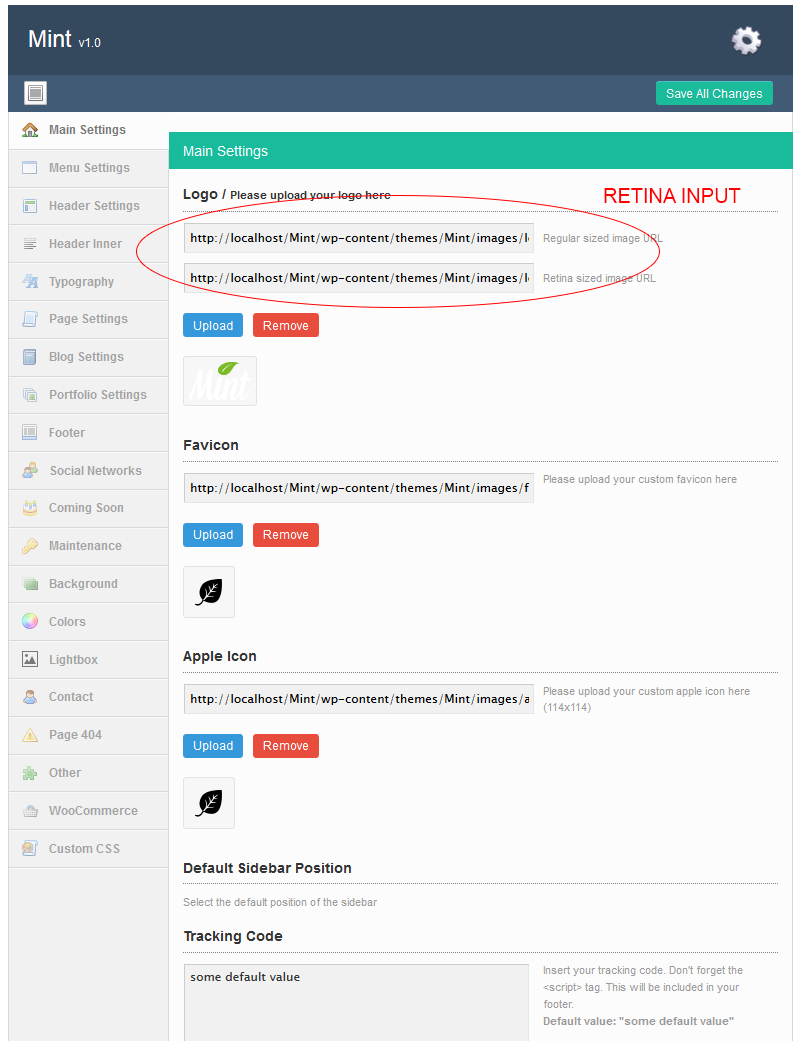 Mint v1.0
Save All Changes
Main Settings
Menu Settings
Header Settings
Header Inner
Typography
Page Settings
Blog Settings
Portfolio Settings
Footer
Social Networks
Coming Soon
Maintenance
Background
Colors
Lightbox
Contact
Page 404
Other
WooCommerce
Custom CSS
Main Settings
Logo / Please upload your logo here
RETINA INPUT
http://localhost/Mint/wp-content/themes/Mint/images/l
Regular sized image URL
http://localhost/Mint/wp-content/themes/Mint/images/l
Retina sized image URL
Upload Remove
Mint
Favicon
http://localhost/Mint/wp-content/themes/Mint/images/f
Please upload your custom favicon here
Upload Remove
Apple Icon
http://localhost/Mint/wp-content/themes/Mint/images/a
Please upload your custom apple icon here
(114x114)
Upload Remove
Default Sidebar Position
Select the default position of the sidebar
Tracking Code
some default value
Insert your tracking code. Don't forget the
<script> tag. This will be included in your
footer.
Default value: "some default value"